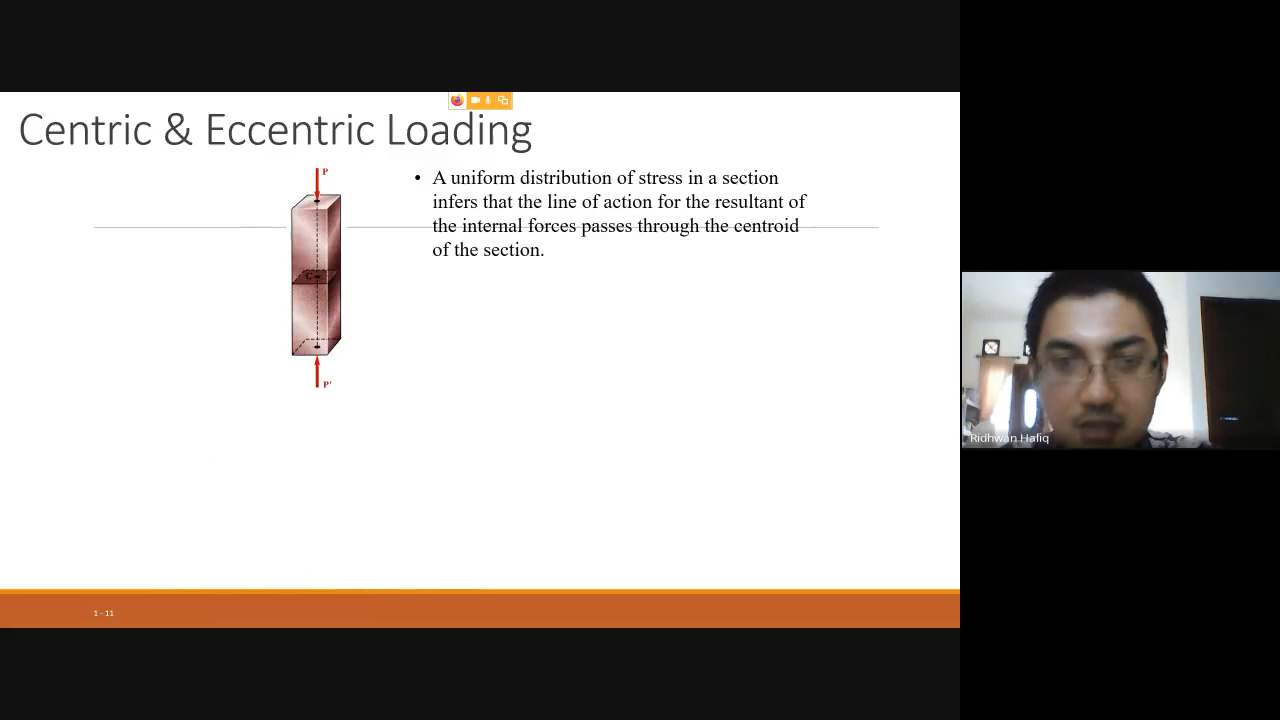 Centric & Eccentric Loading
P
• A uniform distribution of stress in a section
infers that the line of action for the resultant of
the internal forces passes through the centroid
of the section.
C
P'
Ridhwan Haliq
1 - 11